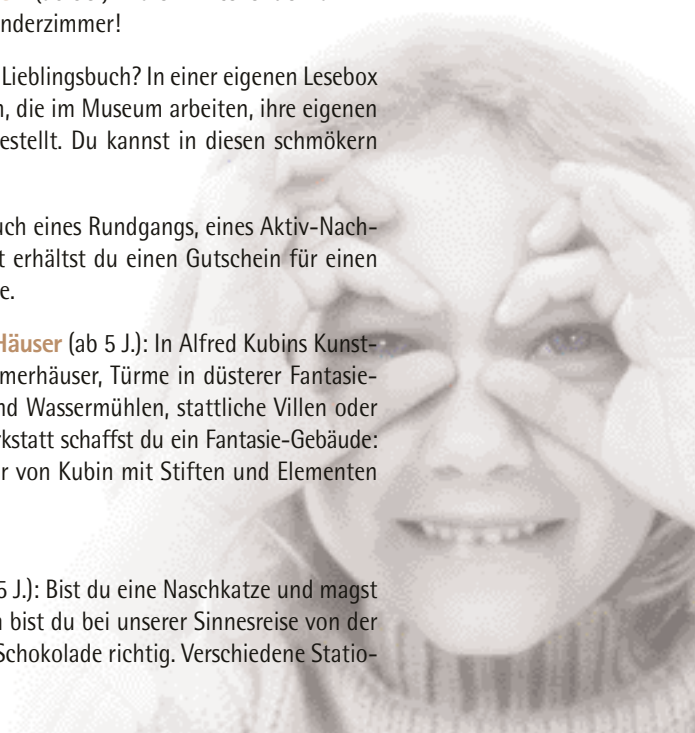 nderzimmer!
Lieblingsbuch? In einer eigenen Lesebox
n, die im Museum arbeiten, ihre eigenen
estellt. Du kannst in diesen schmökern
uch eines Rundgangs, eines Aktiv-Nach-
t erhältst du einen Gutschein für einen
e.
Häuser (ab 5 J.): In Alfred Kubins Kunst-
merhäuser, Türme in düsterer Fantasie-
nd Wassermühlen, stattliche Villen oder
rkstatt schaffst du ein Fantasie-Gebäude:
r von Kubin mit Stiften und Elementen
5 J.): Bist du eine Naschkatze und magst
n bist du bei unserer Sinnesreise von der
Schokolade richtig. Verschiedene Statio-